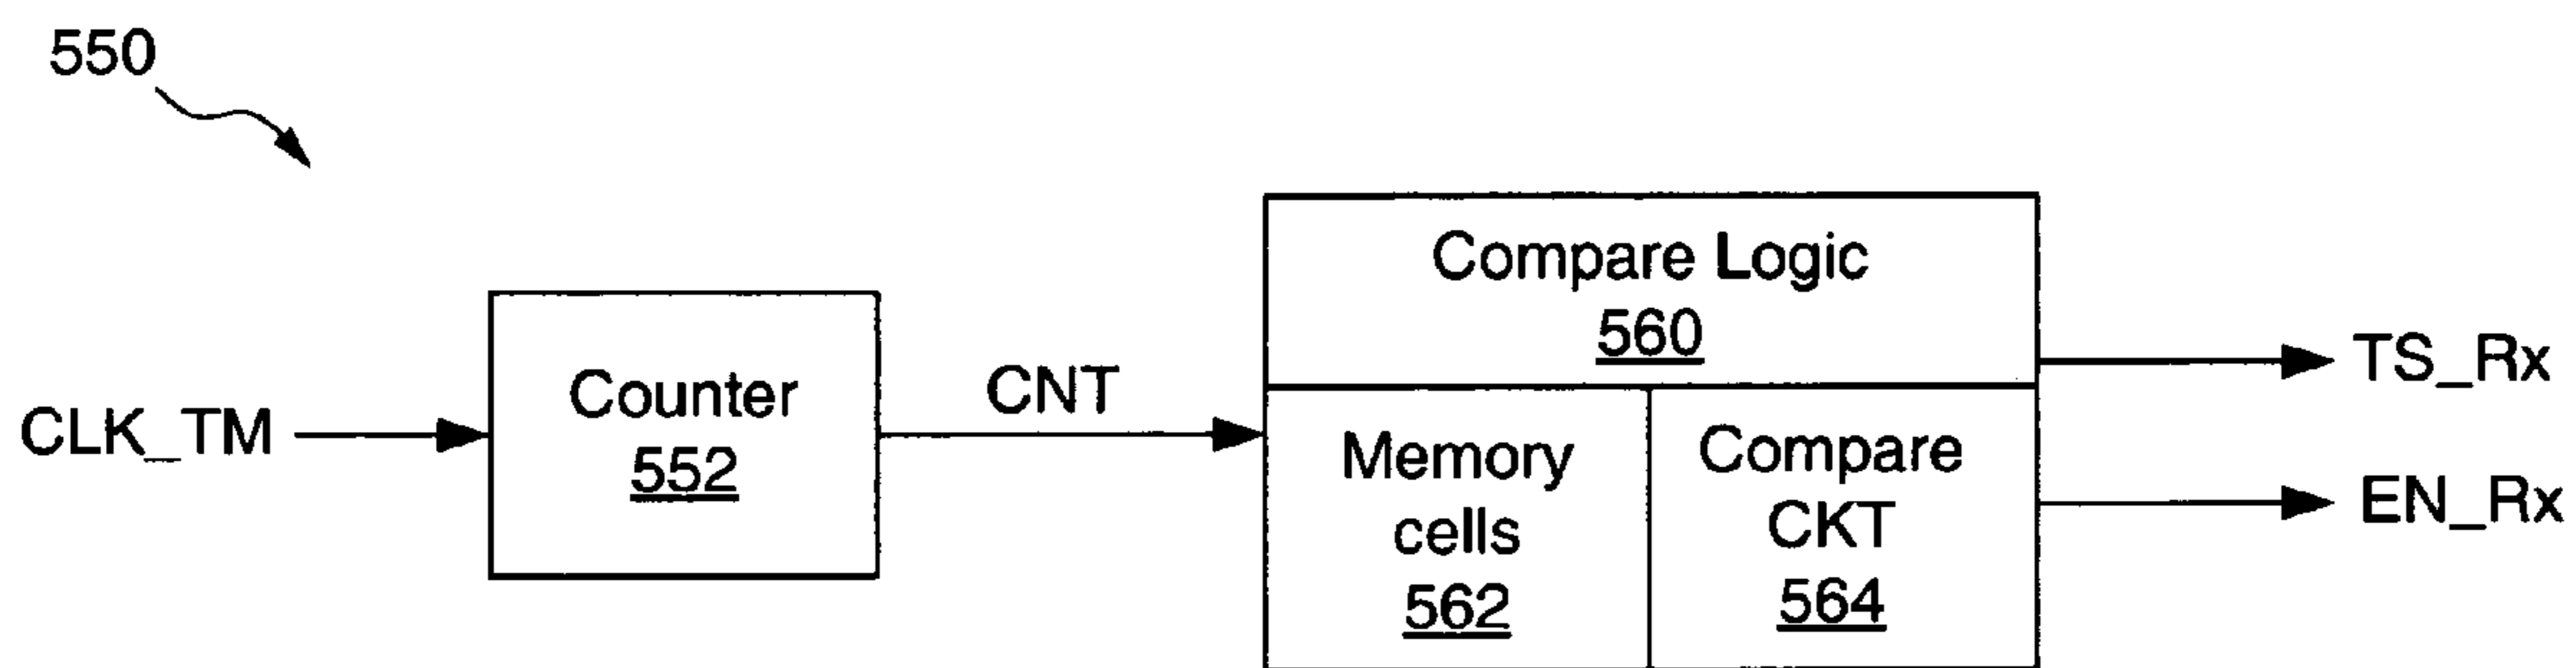 550
CLK_TM
Counter
552
CNT
Compare Logic
560
Memory
cells
562
Compare
CKT
564
TS_Rx
EN_Rx